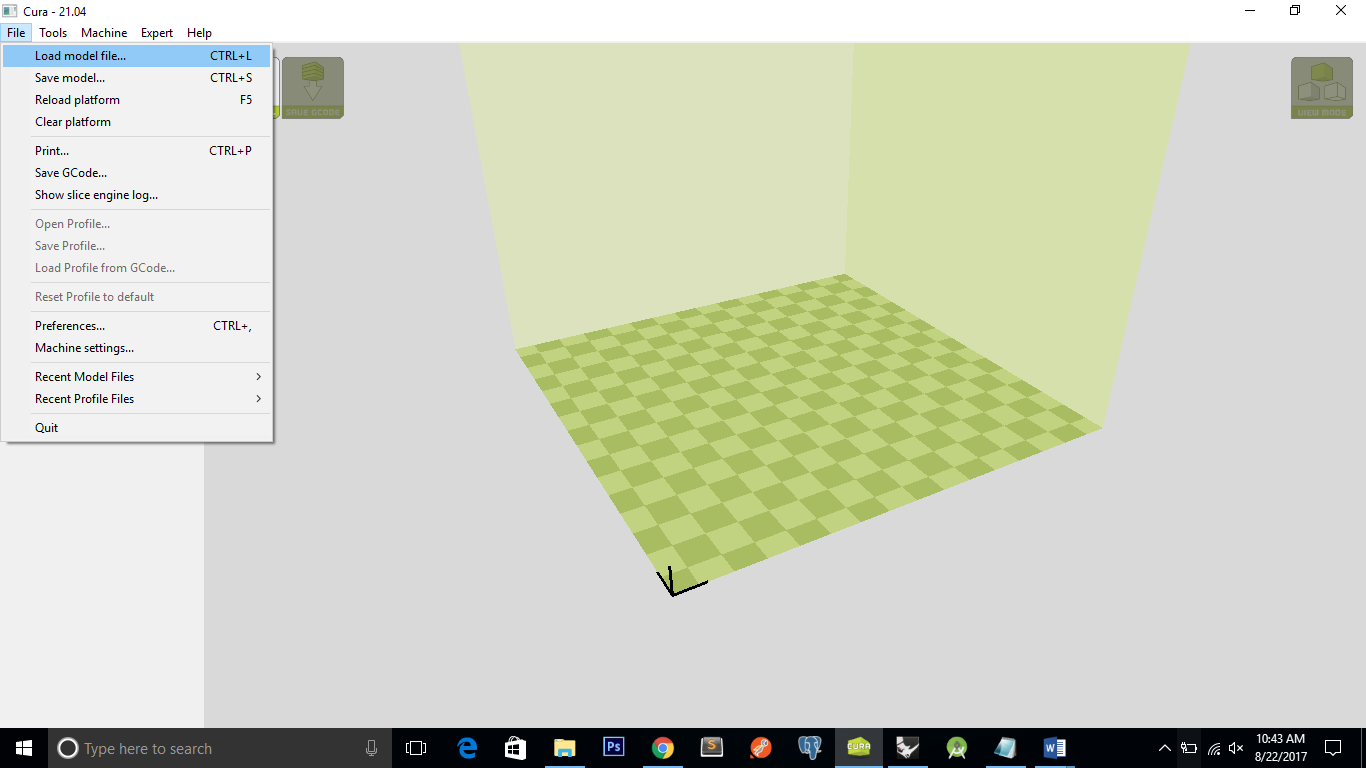 Cura - 21.04
File Tools Machine Expert Help
Load model file... CTRL+L
Save model... CTRL+S
Reload platform F5
Clear platform
Print... CTRL+P
Save GCode...
Show slice engine log...
Open Profile...
Save Profile...
Load Profile from GCode...
Reset Profile to default
Preferences... CTRL+,
Machine settings...
Recent Model Files
Recent Profile Files
Quit
SAVE GCODE
VIEW MODE
Type here to search
Ps
S
CURA
W
10:43 AM
8/22/2017